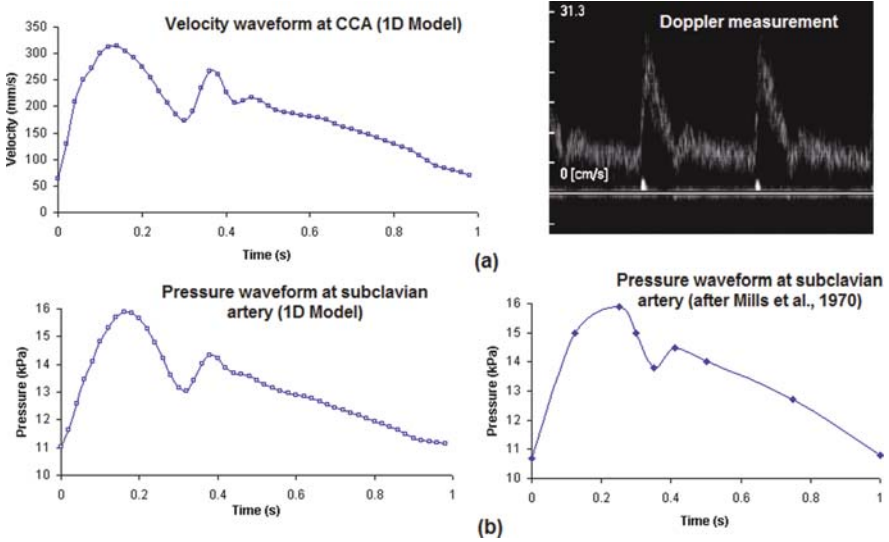 Velocity waveform at CCA (1D Model)
350
300
250
200
150
100
50
0
Velocity (mm/s)
0 0.2 0.4 0.6 0.8 1
Time (s)
31.3
Doppler measurement
0 [cm/s]
(a)
Pressure waveform at subclavian
artery (1D Model)
16
15
14
13
12
11
10
Pressure (kPa)
0 0.2 0.4 0.6 0.8 1
Time (s)
Pressure waveform at subclavian
artery (after Mills et al., 1970)
16
15
14
13
12
11
10
Pressure (kPa)
0 0.2 0.4 0.6 0.8 1
Time (s)
(b)